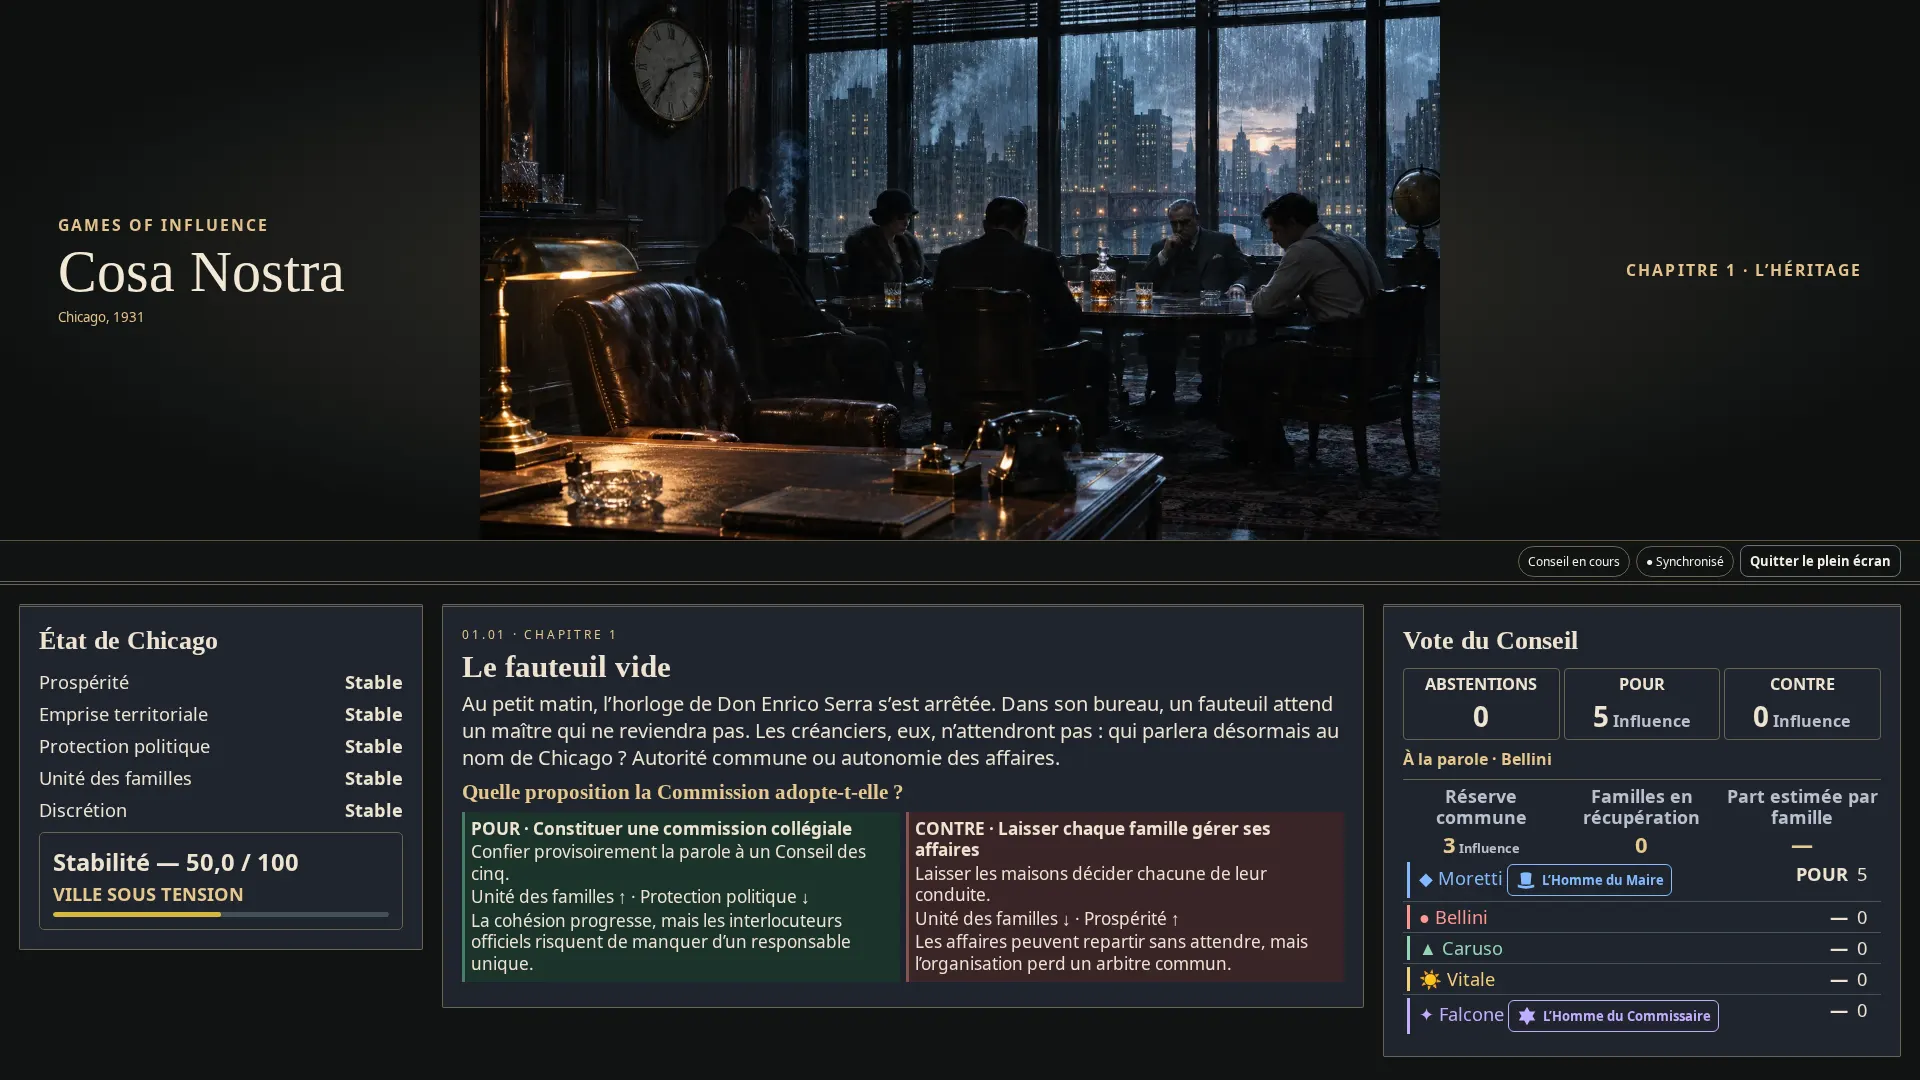 GAMES OF INFLUENCE
Cosa Nostra
Chicago, 1931
CHAPITRE 1 · L’HÉRITAGE
Conseil en cours
● Synchronisé
Quitter le plein écran
État de Chicago
Prospérité Stable
Emprise territoriale Stable
Protection politique Stable
Unité des familles Stable
Discrétion Stable
Stabilité — 50,0 / 100
VILLE SOUS TENSION
01.01 · CHAPITRE 1
Le fauteuil vide
Au petit matin, l’horloge de Don Enrico Serra s’est arrêtée. Dans son bureau, un fauteuil attend
un maître qui ne reviendra pas. Les créanciers, eux, n’attendront pas : qui parlera désormais au
nom de Chicago ? Autorité commune ou autonomie des affaires.
Quelle proposition la Commission adopte-t-elle ?
POUR · Constituer une commission collégiale
Confier provisoirement la parole à un Conseil des
cinq.
Unité des familles ↑ · Protection politique ↓
La cohésion progresse, mais les interlocuteurs
officiels risquent de manquer d’un responsable
unique.
CONTRE · Laisser chaque famille gérer ses
affaires
Laisser les maisons décider chacune de leur
conduite.
Unité des familles ↓ · Prospérité ↑
Les affaires peuvent repartir sans attendre, mais
l’organisation perd un arbitre commun.
Vote du Conseil
ABSTENTIONS
0
POUR
5 Influence
CONTRE
0 Influence
À la parole · Bellini
Réserve
commune
3 Influence
Familles en
récupération
0
Part estimée par
famille
—
◆ Moretti L’Homme du Maire POUR 5
● Bellini — 0
▲ Caruso — 0
☀ Vitale — 0
✦ Falcone L’Homme du Commissaire — 0